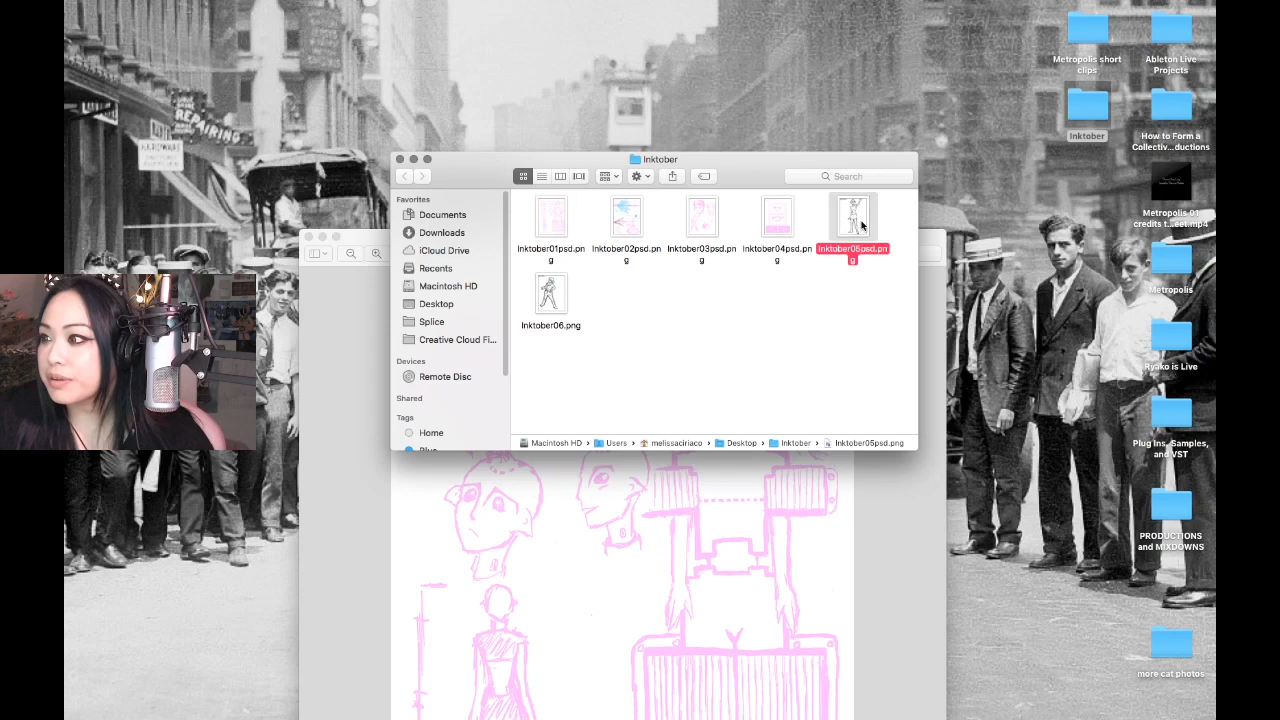 REPAIRING
HARDWARE
Metropolis short
clips
Ableton Live
Projects
Inktober
How to Form a
Collectiv...ductions
Metropolis 01
credits t...eet.mp4
Metropolis
Ryako is Live
Plug Ins, Samples,
and VST
PRODUCTIONS
and MIXDOWNS
more cat photos
Inktober
Search
Favorites
Documents
Downloads
iCloud Drive
Recents
Macintosh HD
Desktop
Splice
Creative Cloud Fi...
Devices
Remote Disc
Shared
Tags
Home
Blue
Inktober01psd.pn
g
Inktober02psd.pn
g
Inktober03psd.pn
g
Inktober04psd.pn
g
Inktober05psd.pn
g
Inktober06.png
Macintosh HD › Users › melissaciriaco › Desktop › Inktober › Inktober05psd.png